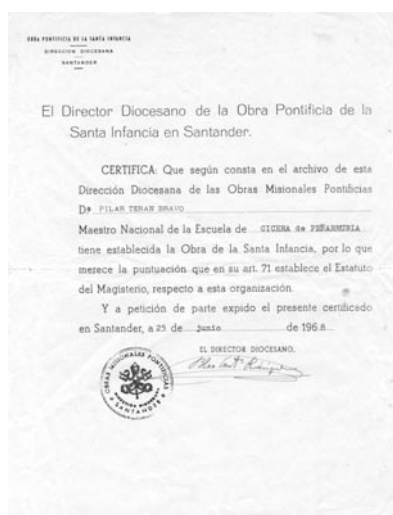 OBRA PONTIFICIA DE LA SANTA INFANCIA
DIRECCION DIOCESANA
SANTANDER
El Director Diocesano de la Obra Pontificia de la
Santa Infancia en Santander.
CERTIFICA: Que según consta en el archivo de esta
Dirección Diocesana de las Obras Misionales Pontificias
Dª PILAR TERAN BRAVO
Maestro Nacional de la Escuela de CICERA de PEÑARRUBIA
tiene establecida la Obra de la Santa Infancia, por lo que
merece la puntuación que en su art. 71 establece el Estatuto
del Magisterio, respecto a esta organización.
Y a petición de parte expido el presente certificado
en Santander, a 25 de junio de 1968
EL DIRECTOR DIOCESANO,
OBRAS MISIONALES PONTIFICIAS
DIRECCION DIOCESANA
SANTANDER